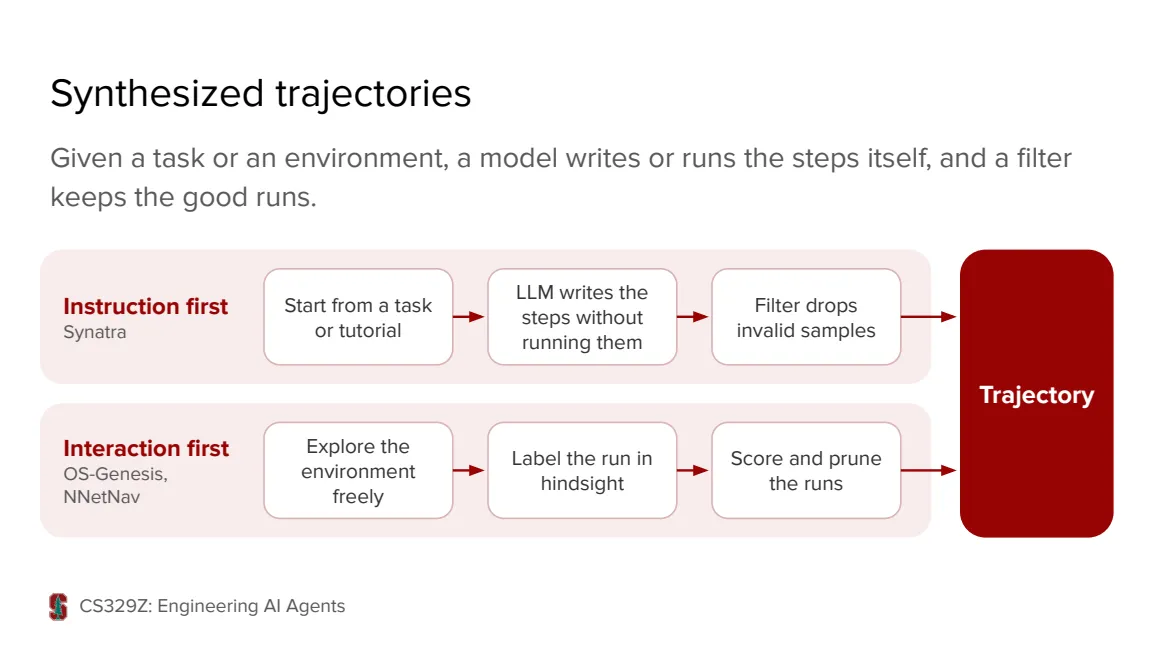 Synthesized trajectories
Given a task or an environment, a model writes or runs the steps itself, and a filter
keeps the good runs.
Instruction first
Synatra
Start from a task
or tutorial
LLM writes the
steps without
running them
Filter drops
invalid samples
Interaction first
OS-Genesis,
NNetNav
Explore the
environment
freely
Label the run in
hindsight
Score and prune
the runs
Trajectory
CS329Z: Engineering AI Agents